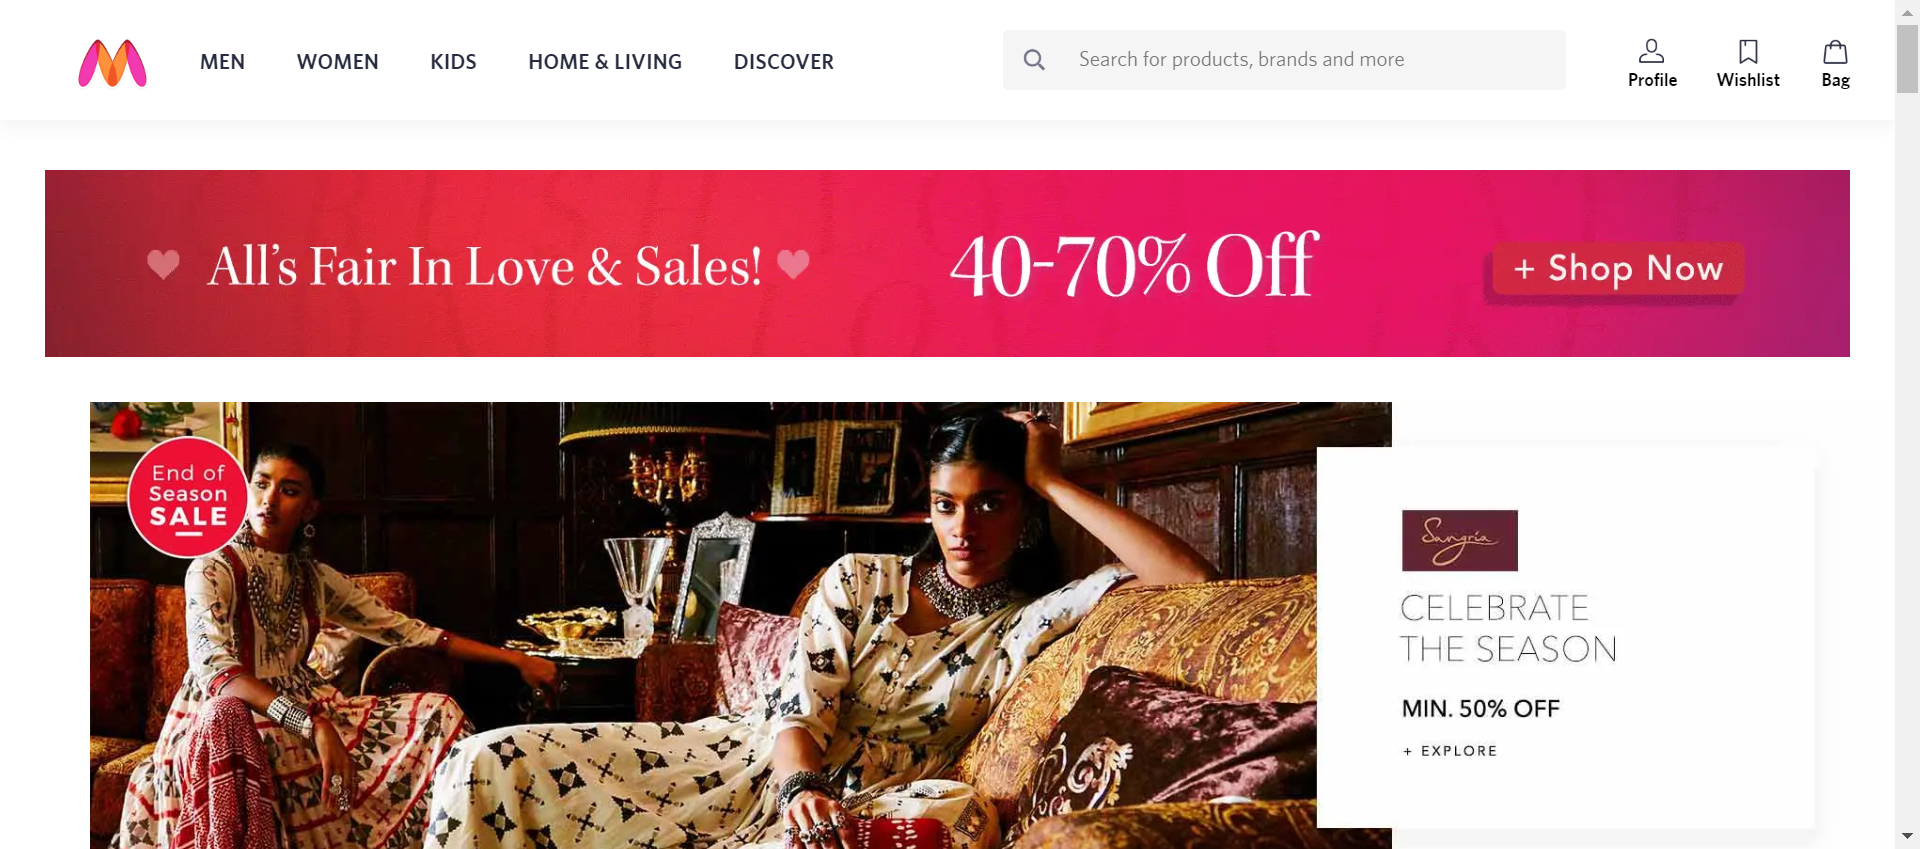 MEN
WOMEN
KIDS
HOME & LIVING
DISCOVER
Search for products, brands and more
Profile
Wishlist
Bag
All's Fair In Love & Sales!
40-70% Off
+ Shop Now
End of
Season
SALE
Sangria
CELEBRATE
THE SEASON
MIN. 50% OFF
+ EXPLORE